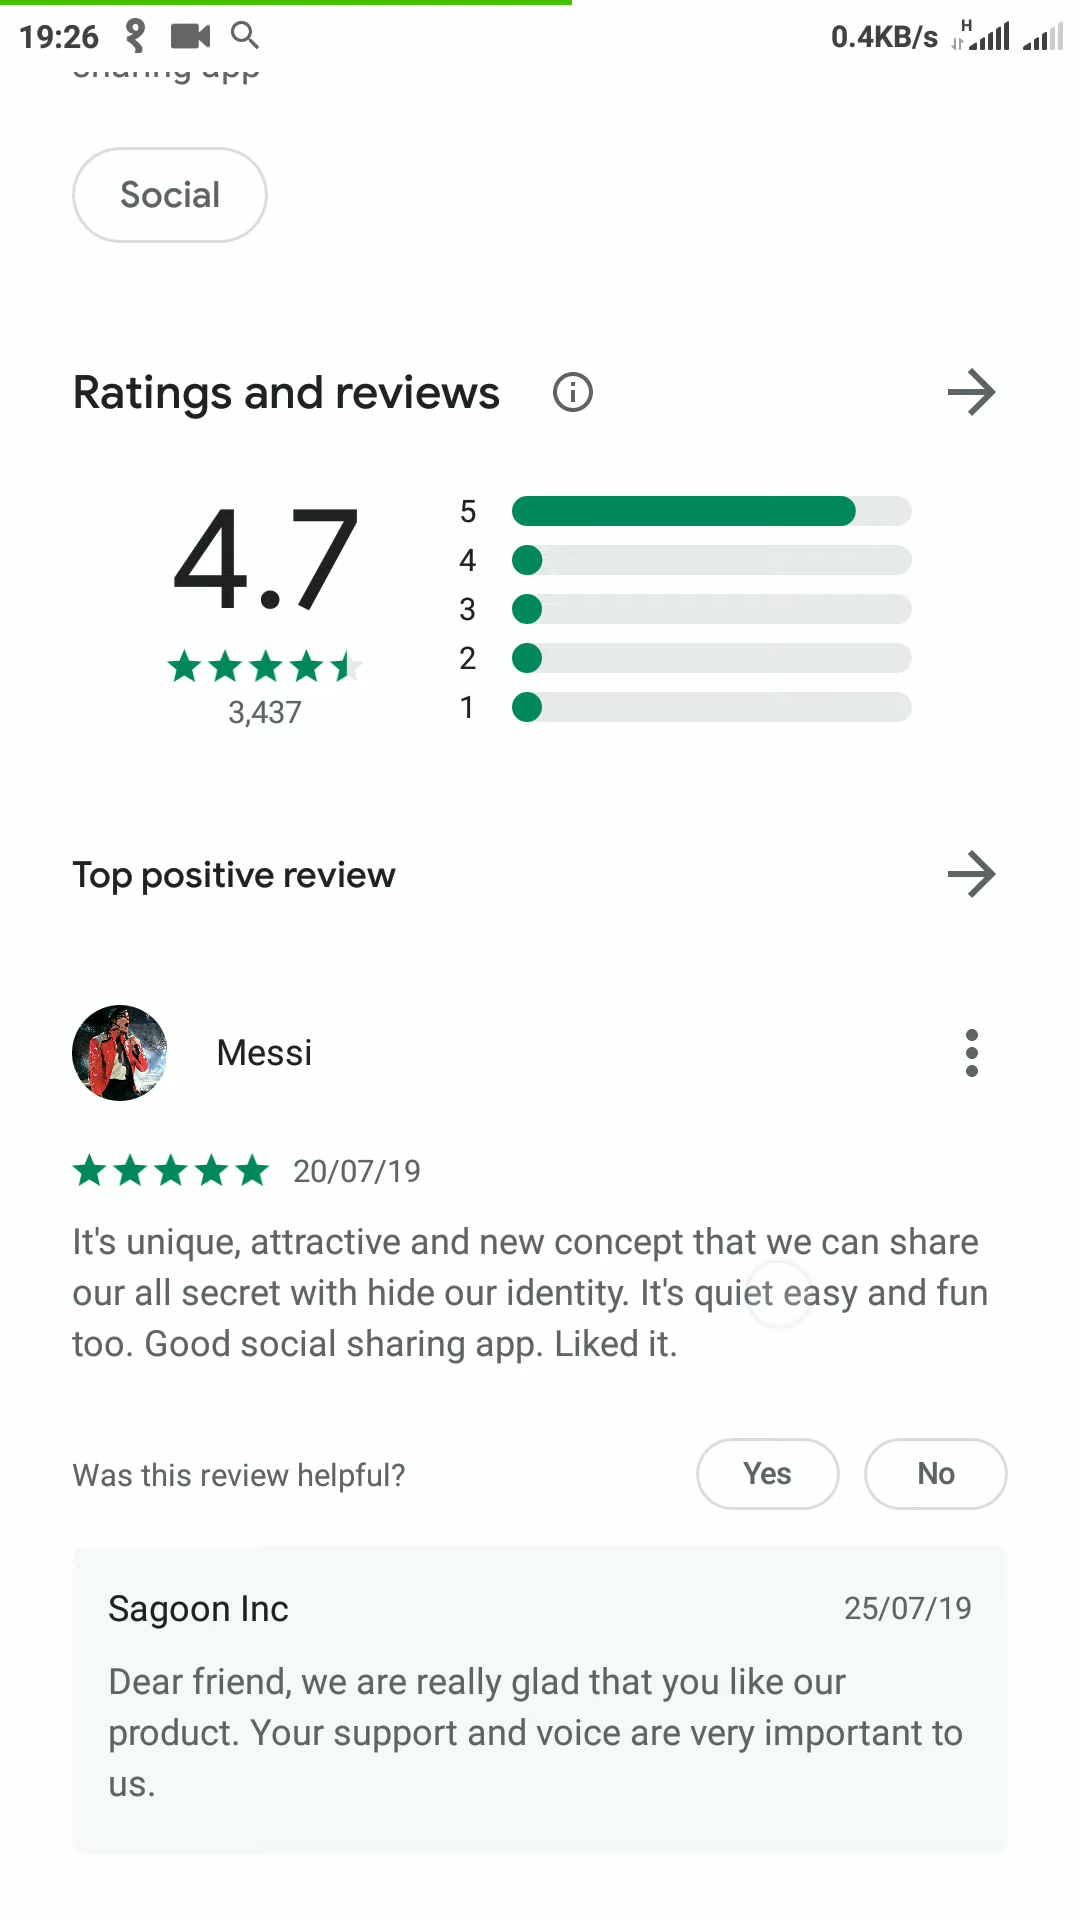 19:26
0.4KB/s
H
sharing app
Social
Ratings and reviews
4.7
3,437
5
4
3
2
1
Top positive review
Messi
20/07/19
It's unique, attractive and new concept that we can share
our all secret with hide our identity. It's quiet easy and fun
too. Good social sharing app. Liked it.
Was this review helpful?
Yes
No
Sagoon Inc
25/07/19
Dear friend, we are really glad that you like our
product. Your support and voice are very important to
us.